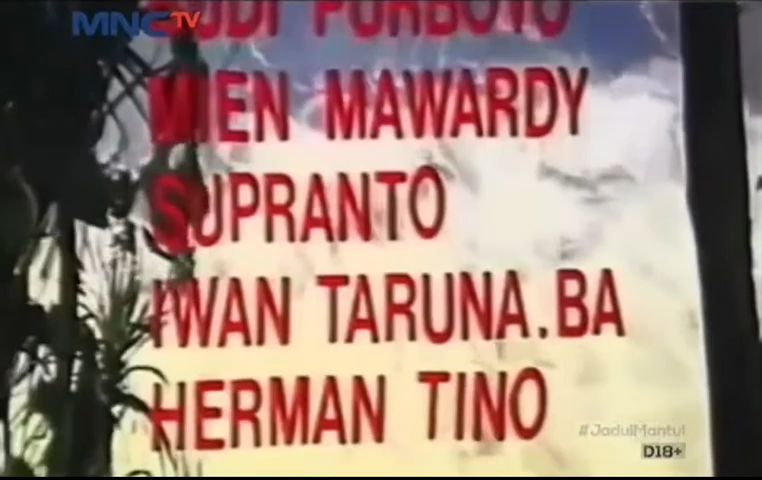 MNCTV
MIEN MAWARDY
SUPRANTO
IWAN TARUNA.BA
HERMAN TINO
#JadulMantul
D18+